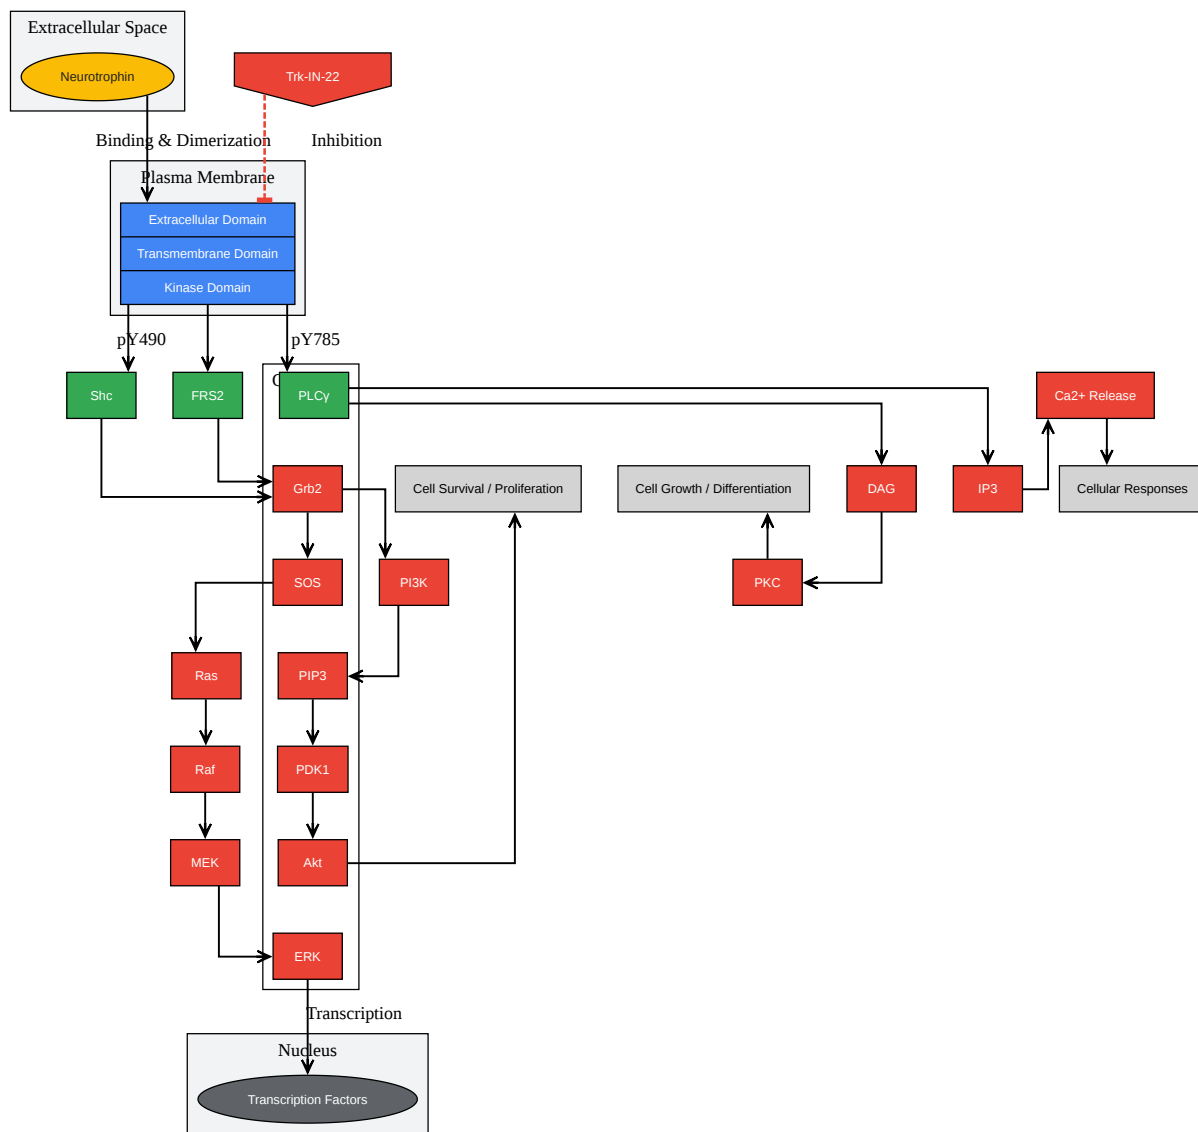 Extracellular Space
Neurotrophin
Trk-IN-22
Binding & Dimerization
Inhibition
Plasma Membrane
Extracellular Domain
Transmembrane Domain
Kinase Domain
pY490
pY785
Shc
FRS2
PLCγ
Ca2+ Release
Grb2
Cell Survival / Proliferation
Cell Growth / Differentiation
DAG
IP3
Cellular Responses
SOS
PI3K
PKC
Ras
PIP3
Raf
PDK1
MEK
Akt
ERK
Transcription
Nucleus
Transcription Factors